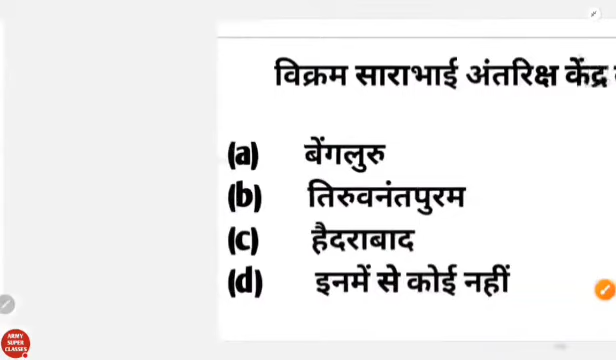 विक्रम साराभाई अंतरिक्ष केंद्र
(a) बेंगलुरु
(b) तिरुवनंतपुरम
(c) हैदराबाद
(d) इनमें से कोई नहीं
ARMY
SUPER
CLASSES